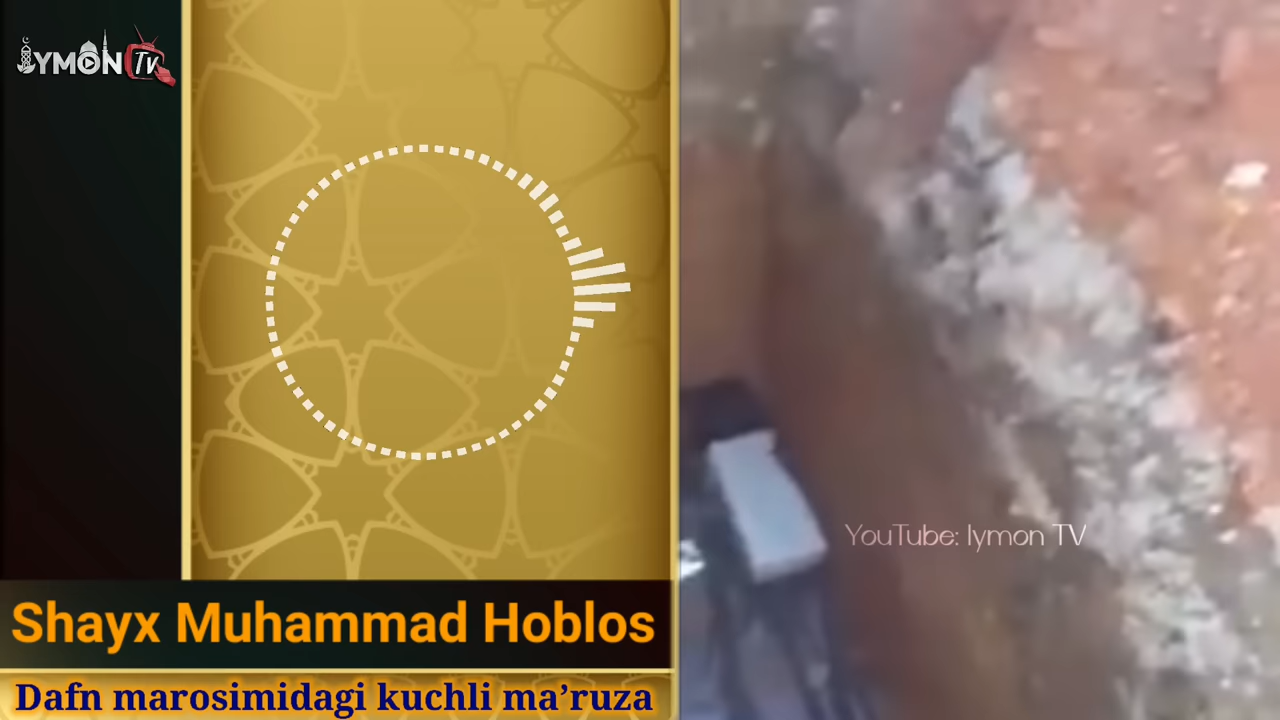 IYMON TV
YouTube: Iymon TV
Shayx Muhammad Hoblos
Dafn marosimidagi kuchli ma’ruza